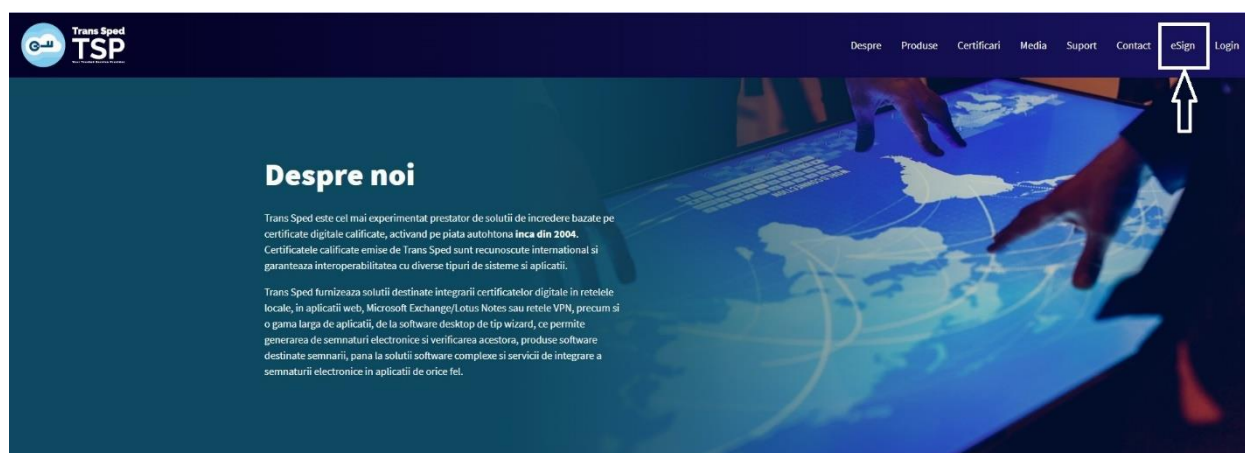 Trans Sped
TSP
Your Trusted Service Provider
Despre Produse Certificari Media Suport Contact eSign Login
Despre noi
Trans Sped este cel mai experimentat prestator de solutii de incredere bazate pe
certificate digitale calificate, activand pe piata autohtona inca din 2004.
Certificatele calificate emise de Trans Sped sunt recunoscute international si
garanteaza interoperabilitatea cu diverse tipuri de sisteme si aplicatii.
Trans Sped furnizeaza solutii destinate integrarii certificatelor digitale in retelele
locale, in aplicatii web, Microsoft Exchange/Lotus Notes sau retele VPN, precum si
o gama larga de aplicatii, de la software desktop de tip wizard, ce permite
generarea de semnaturi electronice si verificarea acestora, produse software
destinate semnarii, pana la solutii software complexe si servicii de integrare a
semnaturii electronice in aplicatii de orice fel.